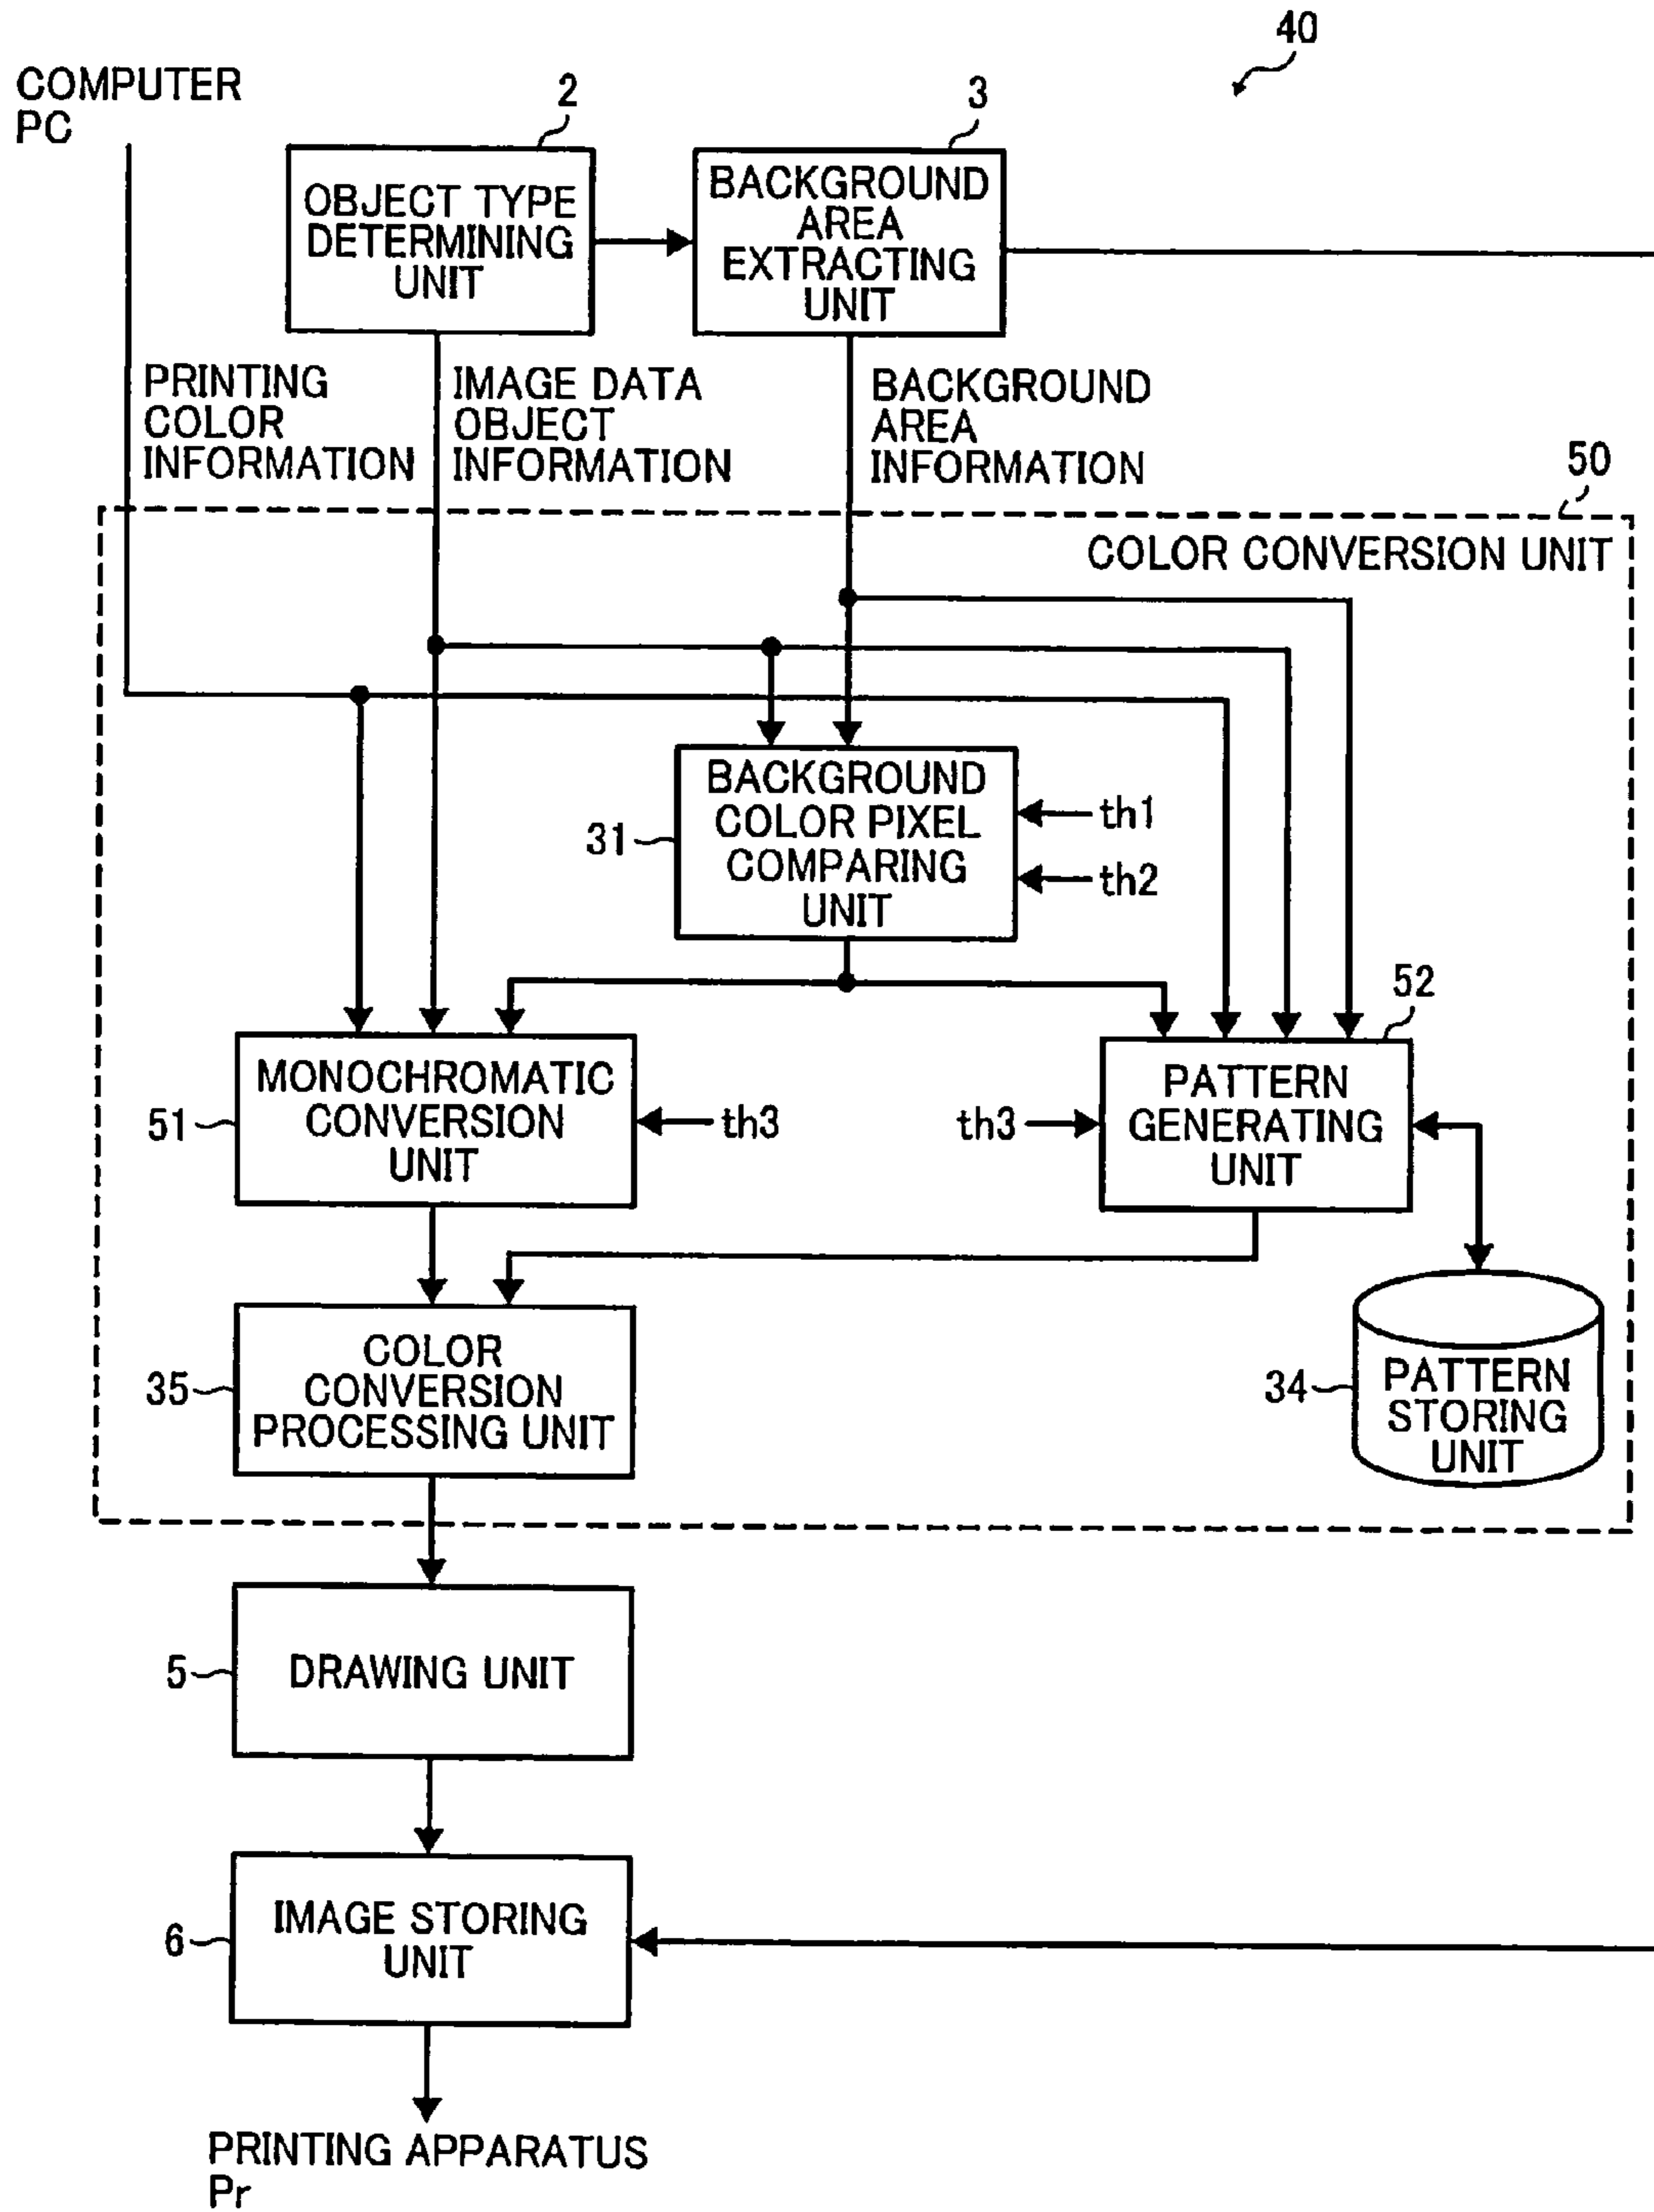 40
COMPUTER
PC
2
3
OBJECT TYPE
DETERMINING
UNIT
BACKGROUND
AREA
EXTRACTING
UNIT
PRINTING
COLOR
INFORMATION
IMAGE DATA
OBJECT
INFORMATION
BACKGROUND
AREA
INFORMATION
50
COLOR CONVERSION UNIT
31
BACKGROUND
COLOR PIXEL
COMPARING
UNIT
th1
th2
52
51
MONOCHROMATIC
CONVERSION
UNIT
th3
th3
PATTERN
GENERATING
UNIT
35
COLOR
CONVERSION
PROCESSING UNIT
34
PATTERN
STORING
UNIT
5
DRAWING UNIT
6
IMAGE STORING
UNIT
PRINTING APPARATUS
Pr